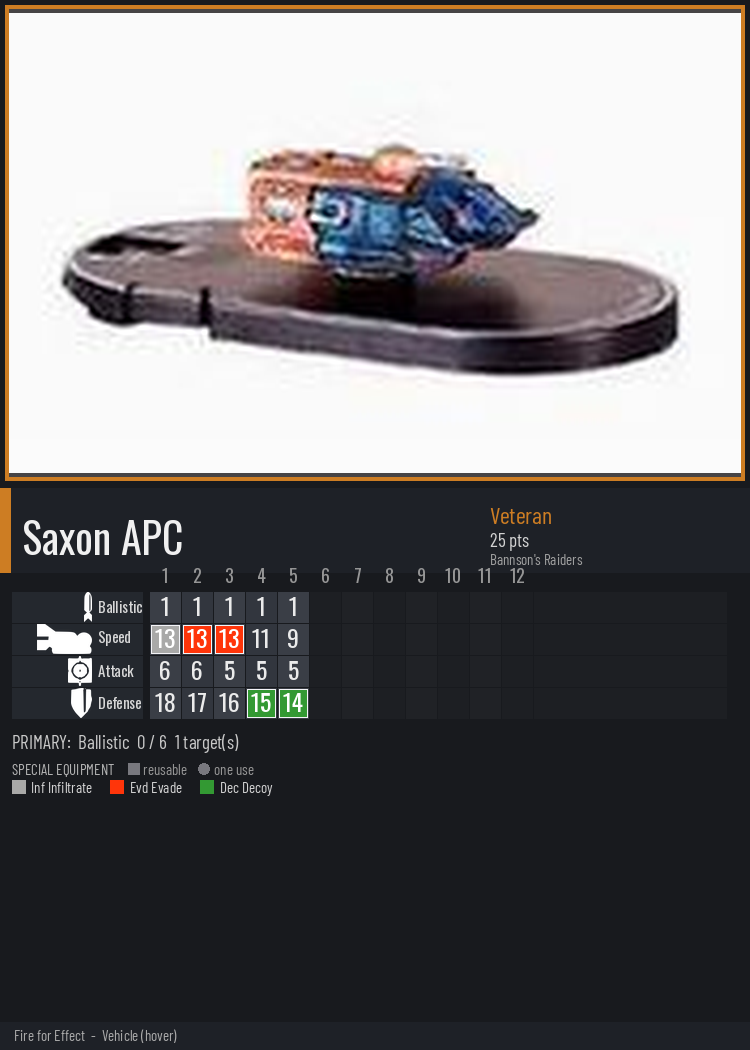 Saxon APC
Veteran
25 pts
Bannson's Raiders
1 2 3 4 5 6 7 8 9 10 11 12
Ballistic 1 1 1 1 1
Speed 13 13 13 11 9
Attack 6 6 5 5 5
Defense 18 17 16 15 14
PRIMARY: Ballistic 0 / 6 1 target(s)
SPECIAL EQUIPMENT reusable one use
Inf Infiltrate Evd Evade Dec Decoy
Fire for Effect - Vehicle (hover)